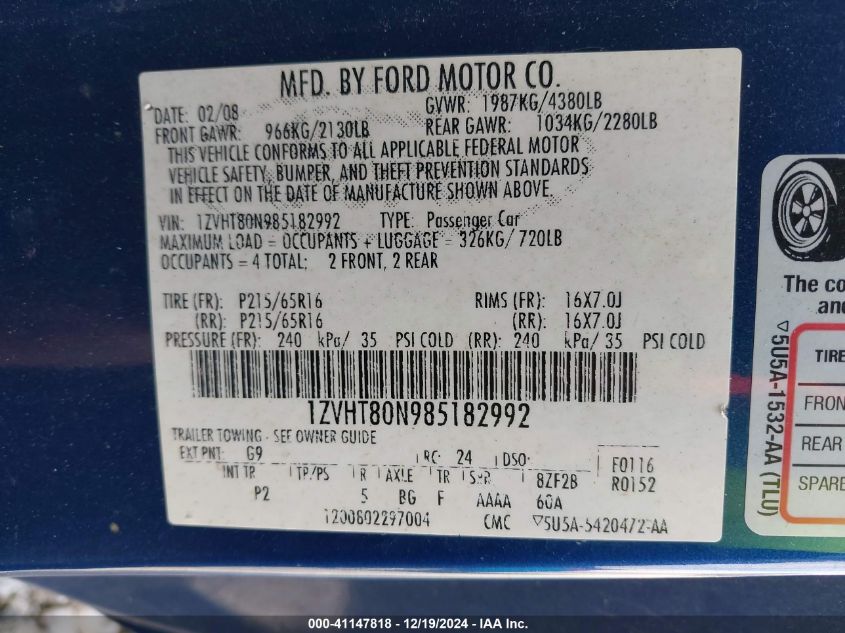 MFD. BY FORD MOTOR CO.
DATE: 02/08 GVWR: 1987KG/4380LB
FRONT GAWR: 966KG/2130LB REAR GAWR: 1034KG/2280LB
THIS VEHICLE CONFORMS TO ALL APPLICABLE FEDERAL MOTOR
VEHICLE SAFETY, BUMPER, AND THEFT PREVENTION STANDARDS
IN EFFECT ON THE DATE OF MANUFACTURE SHOWN ABOVE.
VIN: 1ZVHT80N985182992 TYPE: Passenger Car
MAXIMUM LOAD = OCCUPANTS + LUGGAGE = 326KG/ 720LB
OCCUPANTS = 4 TOTAL; 2 FRONT, 2 REAR
TIRE (FR): P215/65R16 RIMS (FR): 16X7.0J
(RR): P215/65R16 (RR): 16X7.0J
PRESSURE (FR): 240 kPa/ 35 PSI COLD (RR): 240 kPa/ 35 PSI COLD
1ZVHT80N985182992
TRAILER TOWING - SEE OWNER GUIDE
EXT PNT: G9 RC: 24 DSO: F0116
INT TR TP/PS R AXLE TR 8ZF2B R0152
P2 5 BG F AAAA 60A
1200802297004 CMC ▽5U5A-5420472-AA
The co
and
▽5U5A-1532-AA (TLU)
TIRE
FRON
REAR
SPARE
000-41147818 - 12/19/2024 - IAA Inc.